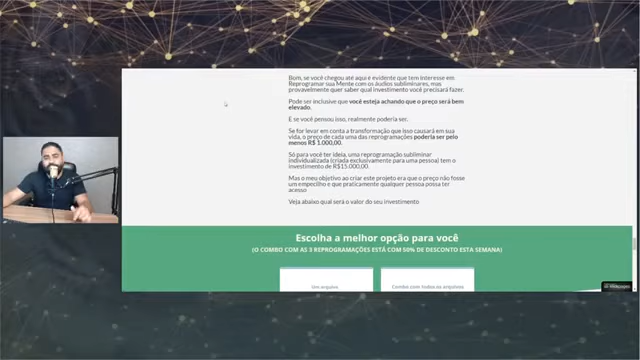 Bom, se você chegou até aqui e evidente que tem interesse em
Reprogramar sua Mente com os áudios subliminares, mas
provavelmente quer saber qual investimento você precisará fazer.
Pode ser inclusive que você esteja achando que o preço será bem
elevado.
E se você pensou isso, realmente poderia ser.
Se for levar em conta a transformação que isso causará em sua
vida, o preço de cada uma das reprogramações poderia ser pelo
menos R$ 1.000,00.
Só para você ter ideia, uma reprogramação subliminar
individualizada (criada exclusivamente para uma pessoa) tem o
investimento de R$15.000,00.
Mas o meu objetivo ao criar este projeto era que o preço não fosse
um empecilho e que praticamente qualquer pessoa possa ter
acesso
Veja abaixo qual será o valor do seu investimento
Escolha a melhor opção para você
(O COMBO COM AS 3 REPROGRAMAÇÕES ESTÁ COM 50% DE DESCONTO ESTA SEMANA)
Um arquivo
Combo com todos os arquivos